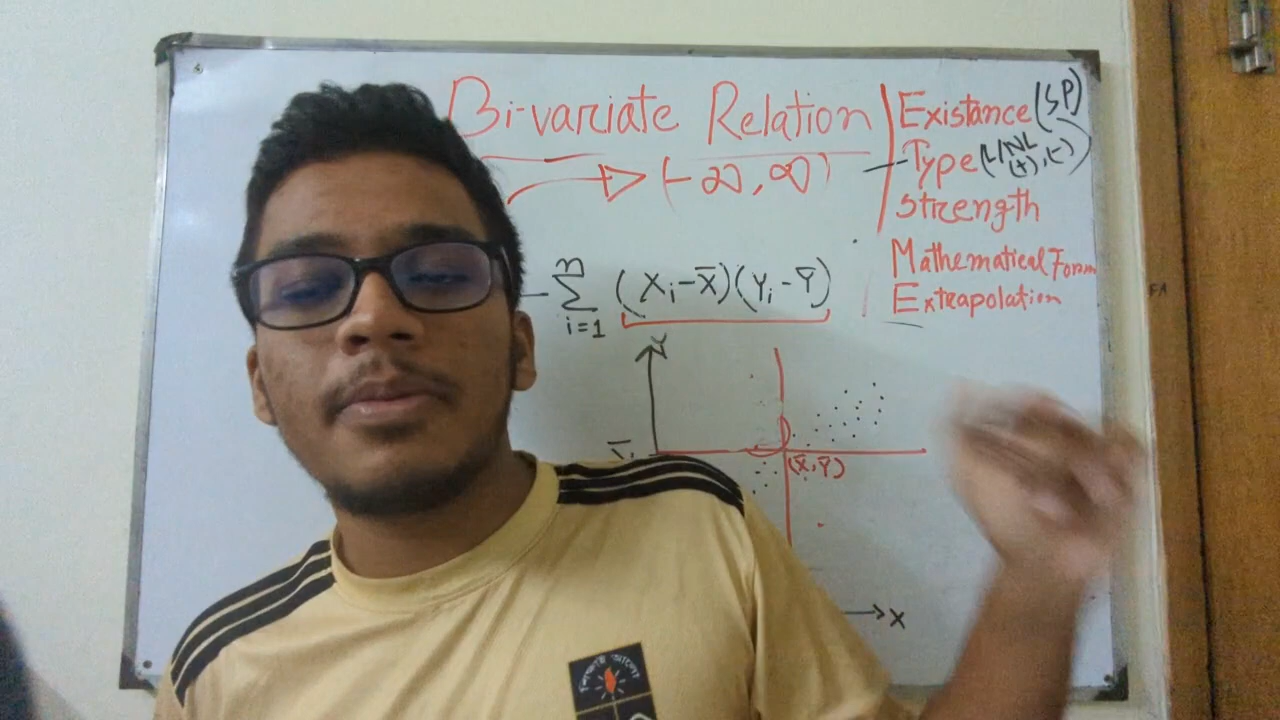 Bi-variate Relation
(-∞, ∞)
Existance (SP)
Type (L/NL
(+), (-)
Strength
Mathematical Form
Extrapolation
n
Σ (Xi-X̄)(Yi-Ȳ)
i=1
Y
(X̄,Ȳ)
X